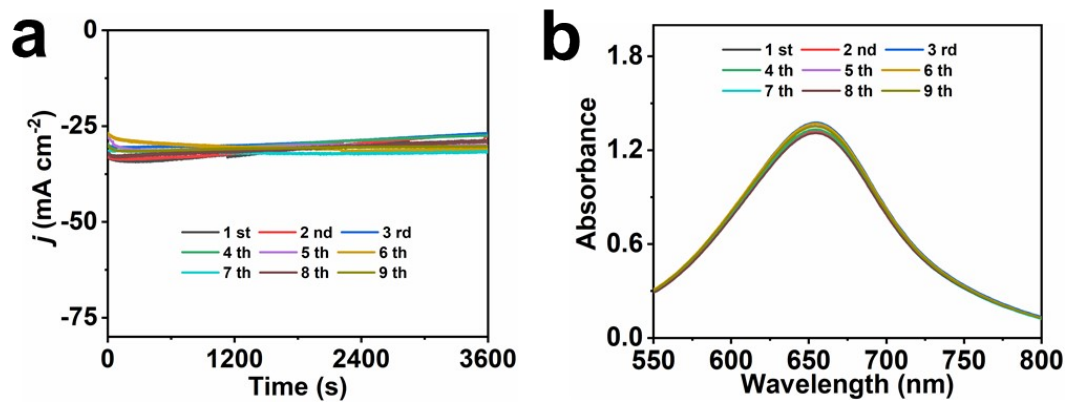 a
0
-25
-50
-75
j (mA cm⁻²)
1 st 2 nd 3 rd
4 th 5 th 6 th
7 th 8 th 9 th
0 1200 2400 3600
Time (s)
b
1.8
1.2
0.6
0.0
Absorbance
1 st 2 nd 3 rd
4 th 5 th 6 th
7 th 8 th 9 th
550 600 650 700 750 800
Wavelength (nm)